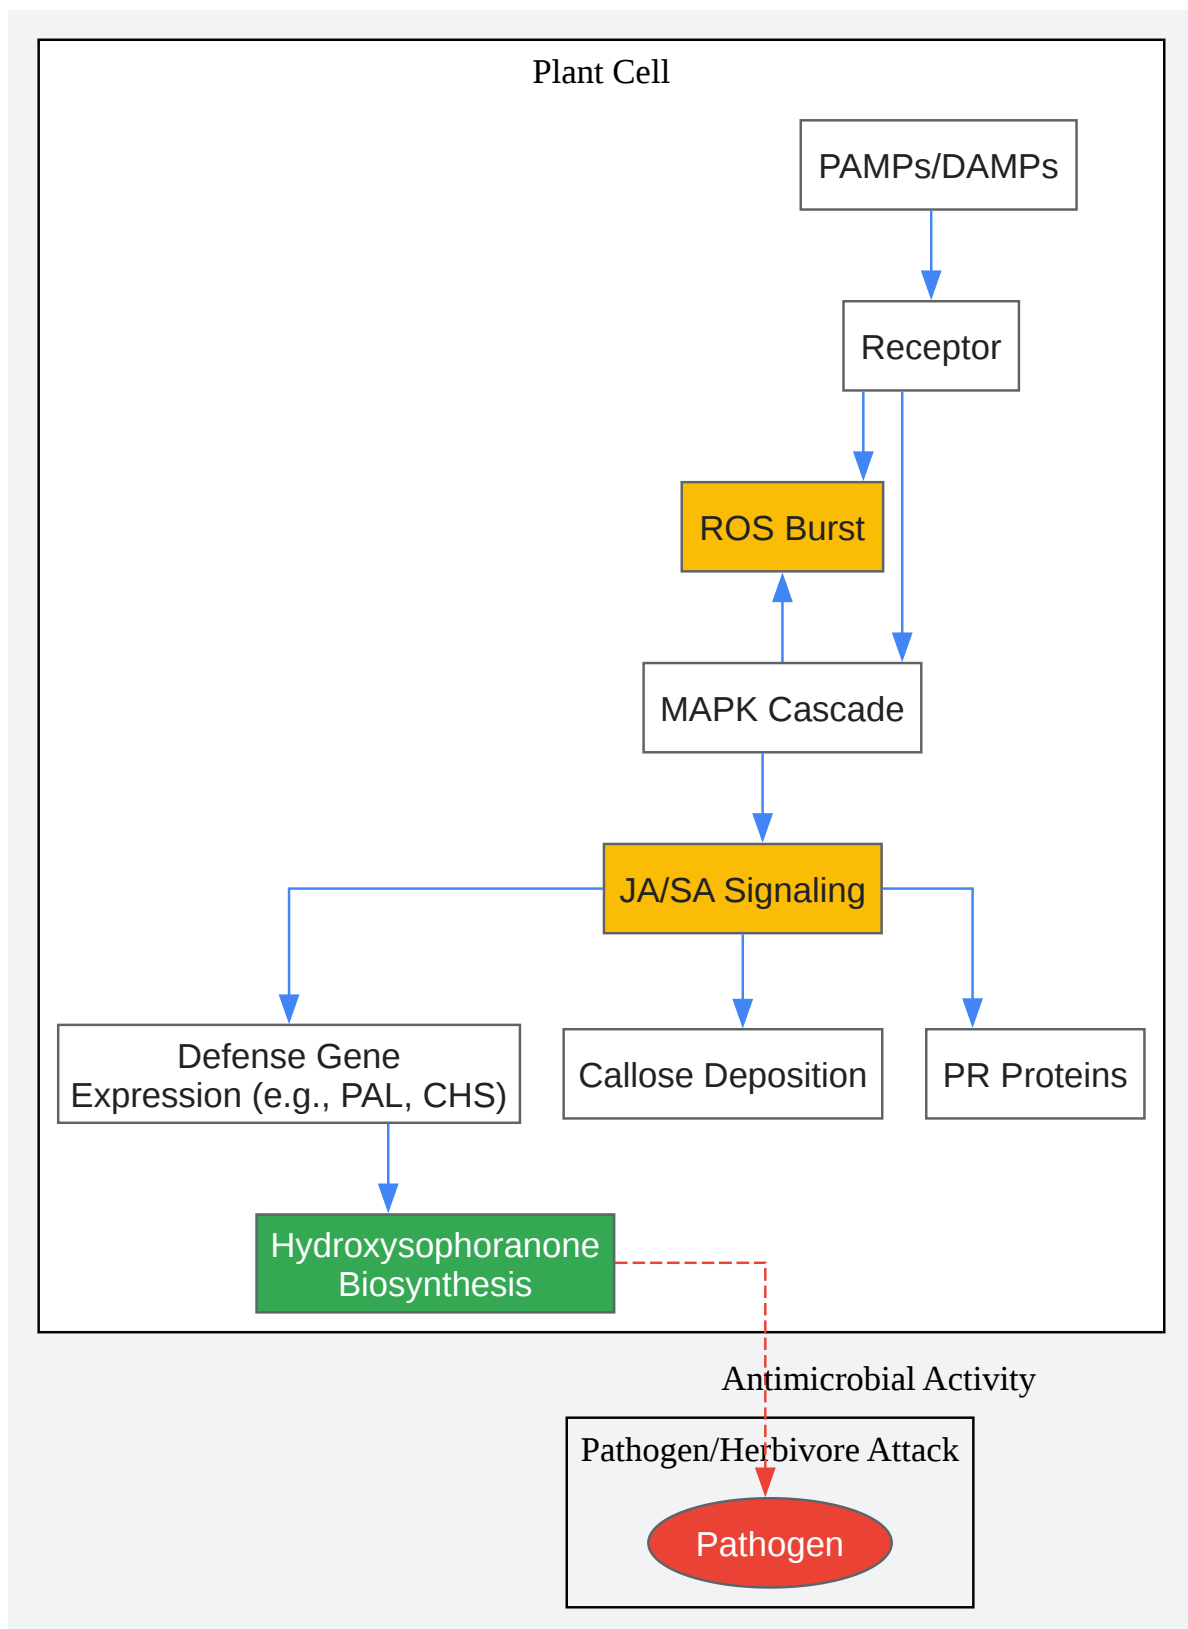 Plant Cell
PAMPs/DAMPs
Receptor
ROS Burst
MAPK Cascade
JA/SA Signaling
Defense Gene
Expression (e.g., PAL, CHS)
Callose Deposition
PR Proteins
Hydroxysophoranone
Biosynthesis
Antimicrobial Activity
Pathogen/Herbivore Attack
Pathogen